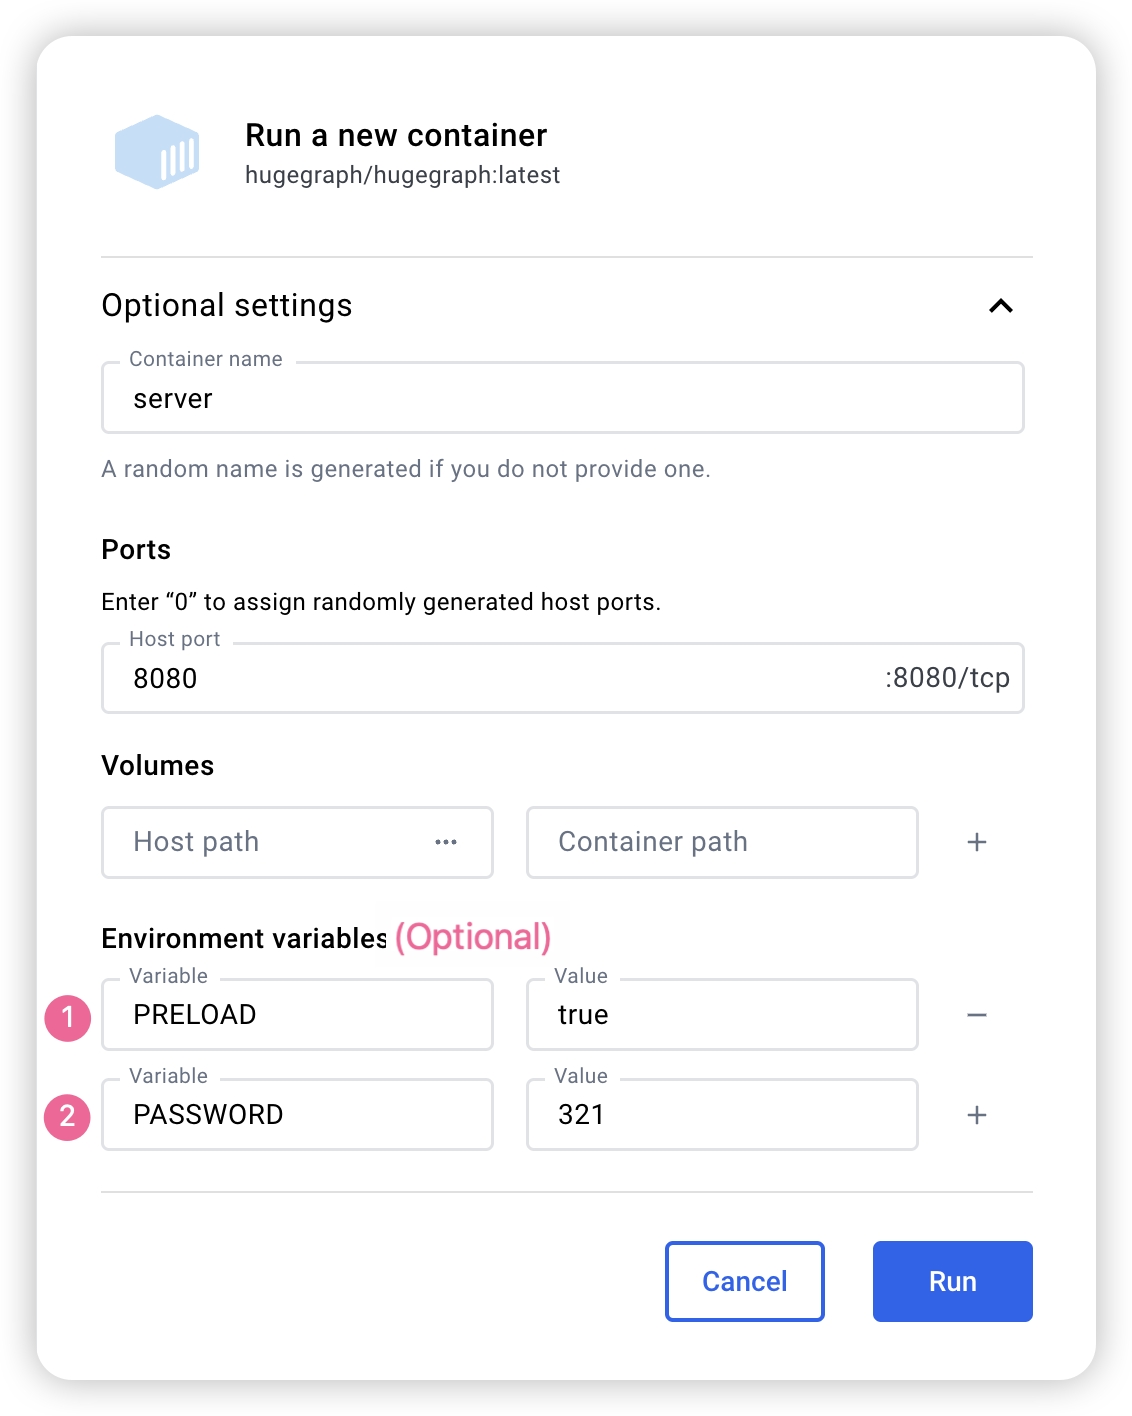 Run a new container
hugegraph/hugegraph:latest
Optional settings
Container name
server
A random name is generated if you do not provide one.
Ports
Enter “0” to assign randomly generated host ports.
Host port
8080 :8080/tcp
Volumes
Host path ••• Container path +
Environment variables (Optional)
Variable Value
1 PRELOAD true −
Variable Value
2 PASSWORD 321 +
Cancel Run